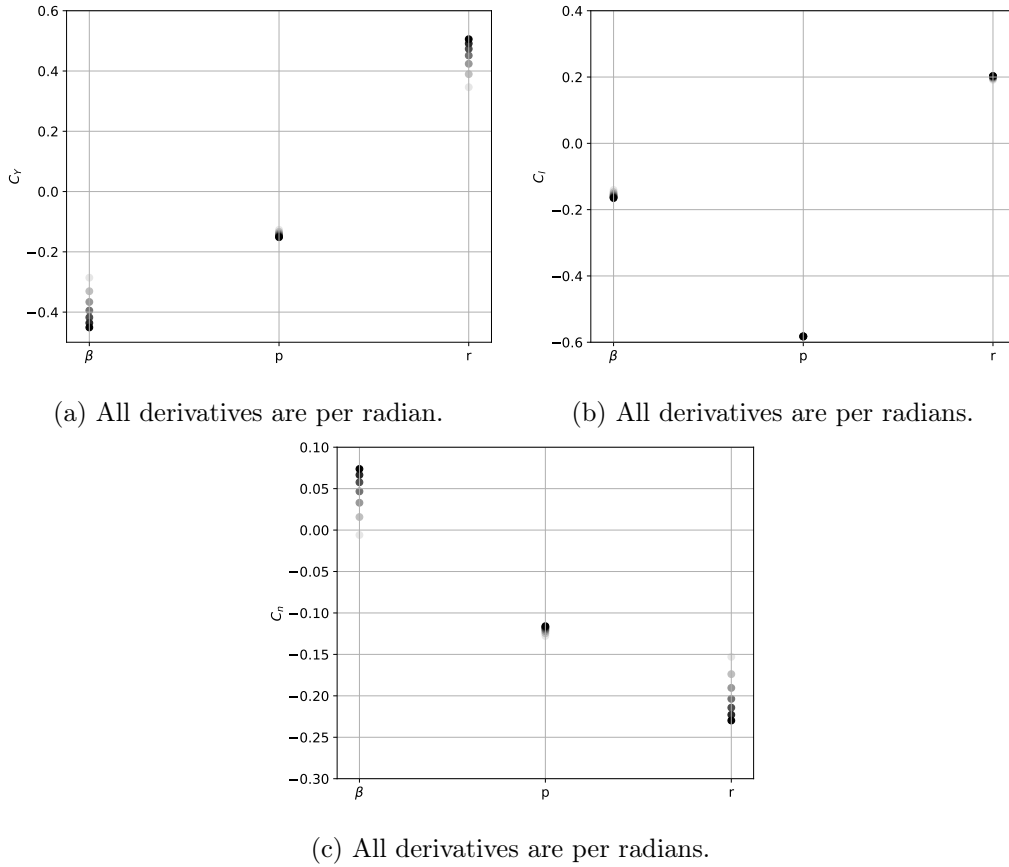 0.6
0.4
0.2
0.0
−0.2
−0.4
C_Y
β p r
0.4
0.2
0.0
−0.2
−0.4
−0.6
C_l
β p r
(a) All derivatives are per radian.
(b) All derivatives are per radians.
0.10
0.05
0.00
−0.05
−0.10
−0.15
−0.20
−0.25
−0.30
C_n
β p r
(c) All derivatives are per radians.